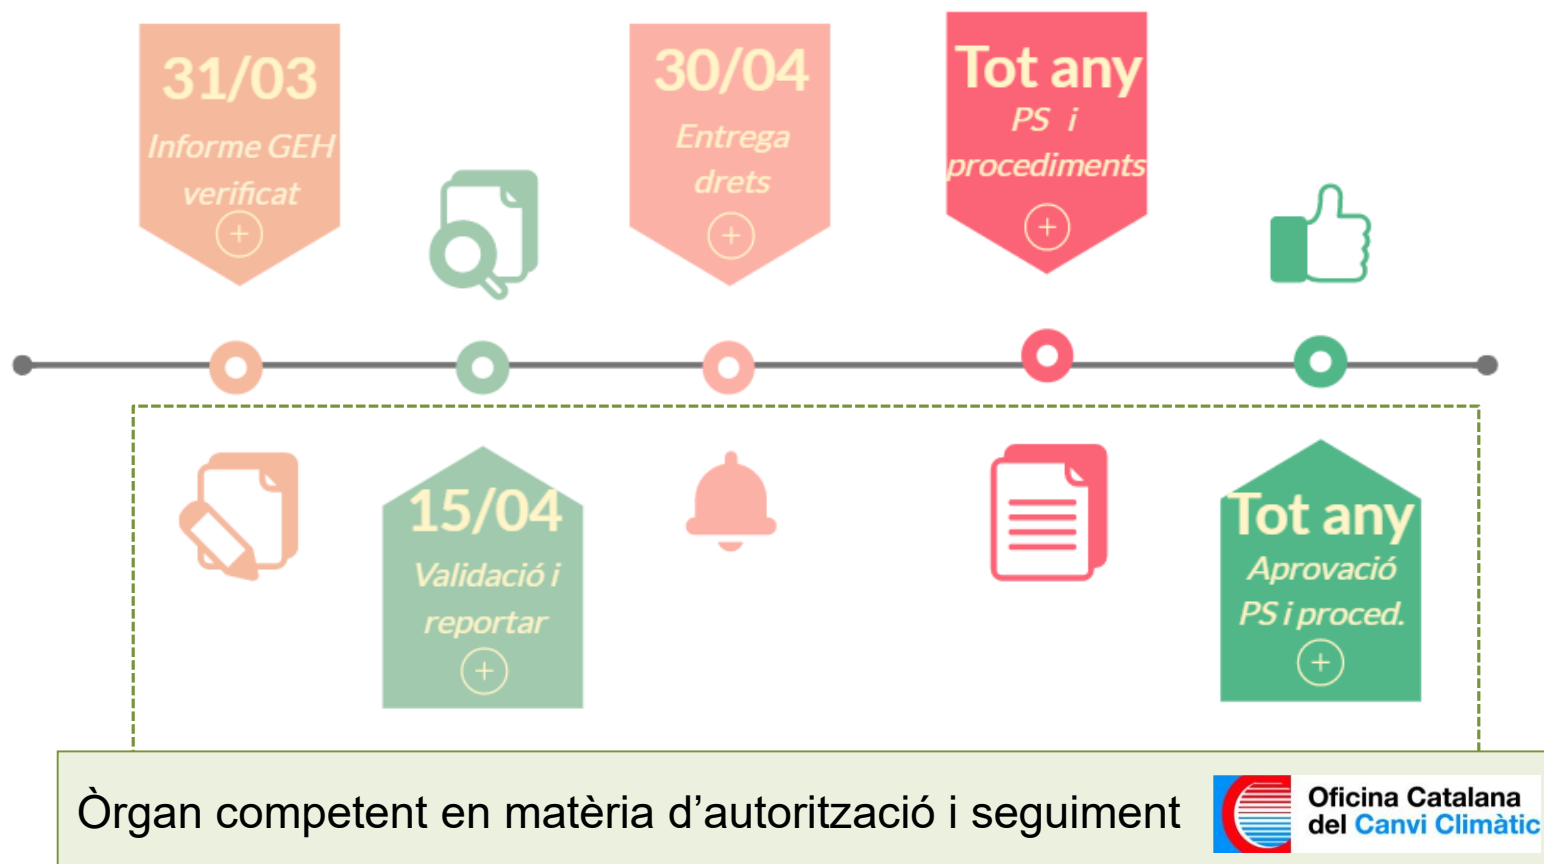 31/03
Informe GEH
verificat
30/04
Entrega
drets
Tot any
PS i
procediments
15/04
Validació i
reportar
Tot any
Aprovació
PS i proced.
Òrgan competent en matèria d’autorització i seguiment
Oficina Catalana
del Canvi Climàtic